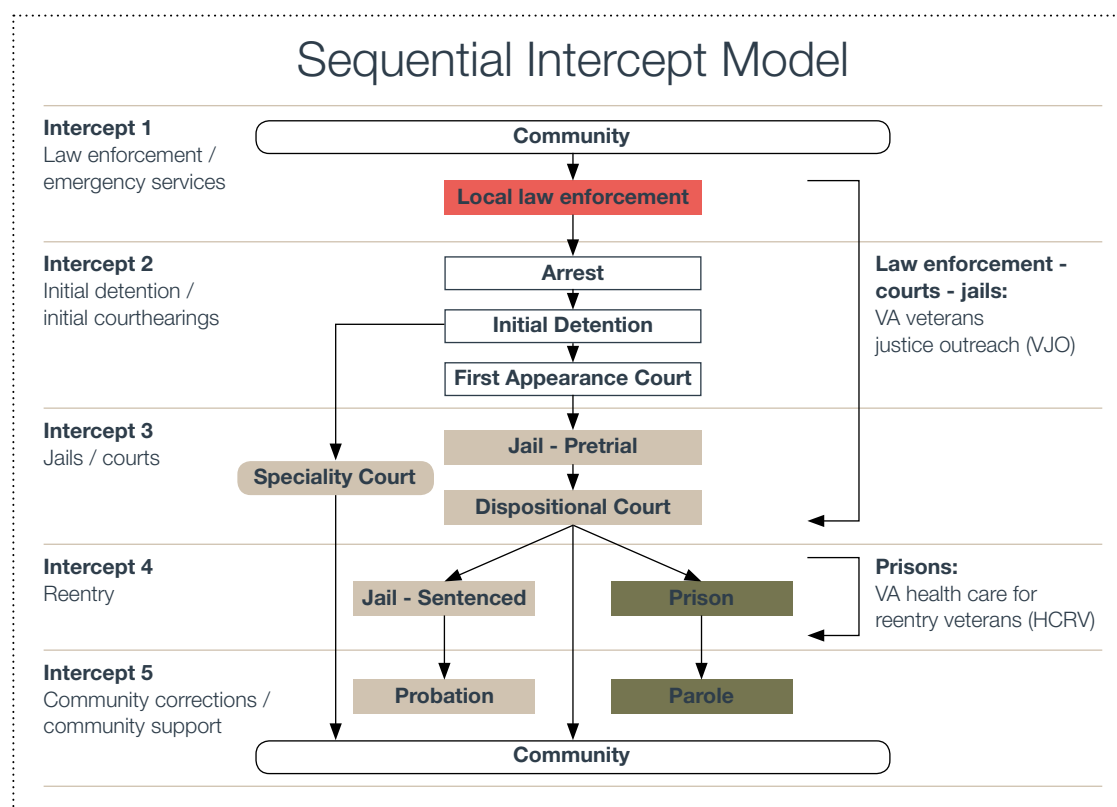 Sequential Intercept Model
Intercept 1
Law enforcement /
emergency services
Community
Local law enforcement
Intercept 2
Initial detention /
initial courthearings
Arrest
Initial Detention
First Appearance Court
Law enforcement -
courts - jails:
VA veterans
justice outreach (VJO)
Intercept 3
Jails / courts
Jail - Pretrial
Speciality Court
Dispositional Court
Intercept 4
Reentry
Jail - Sentenced
Prison
Prisons:
VA health care for
reentry veterans (HCRV)
Intercept 5
Community corrections /
community support
Probation
Parole
Community